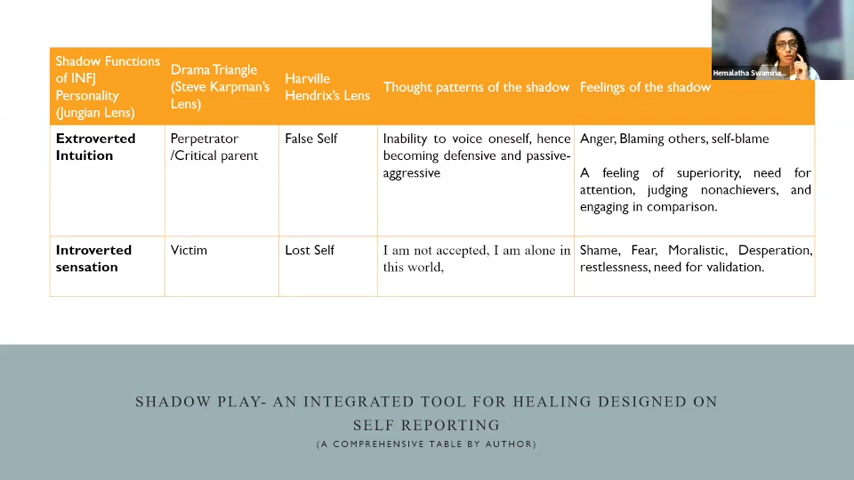 Hemalatha Swamina...
Shadow Functions
of INFJ
Personality
(Jungian Lens)
Drama Triangle
(Steve Karpman's
Lens)
Harville
Hendrix's Lens
Thought patterns of the shadow
Feelings of the shadow
Extroverted
Intuition
Perpetrator
/Critical parent
False Self
Inability to voice oneself, hence
becoming defensive and passive-
aggressive
Anger, Blaming others, self-blame
A feeling of superiority, need for
attention, judging nonachievers, and
engaging in comparison.
Introverted
sensation
Victim
Lost Self
I am not accepted, I am alone in
this world,
Shame, Fear, Moralistic, Desperation,
restlessness, need for validation.
SHADOW PLAY- AN INTEGRATED TOOL FOR HEALING DESIGNED ON
SELF REPORTING
(A COMPREHENSIVE TABLE BY AUTHOR)